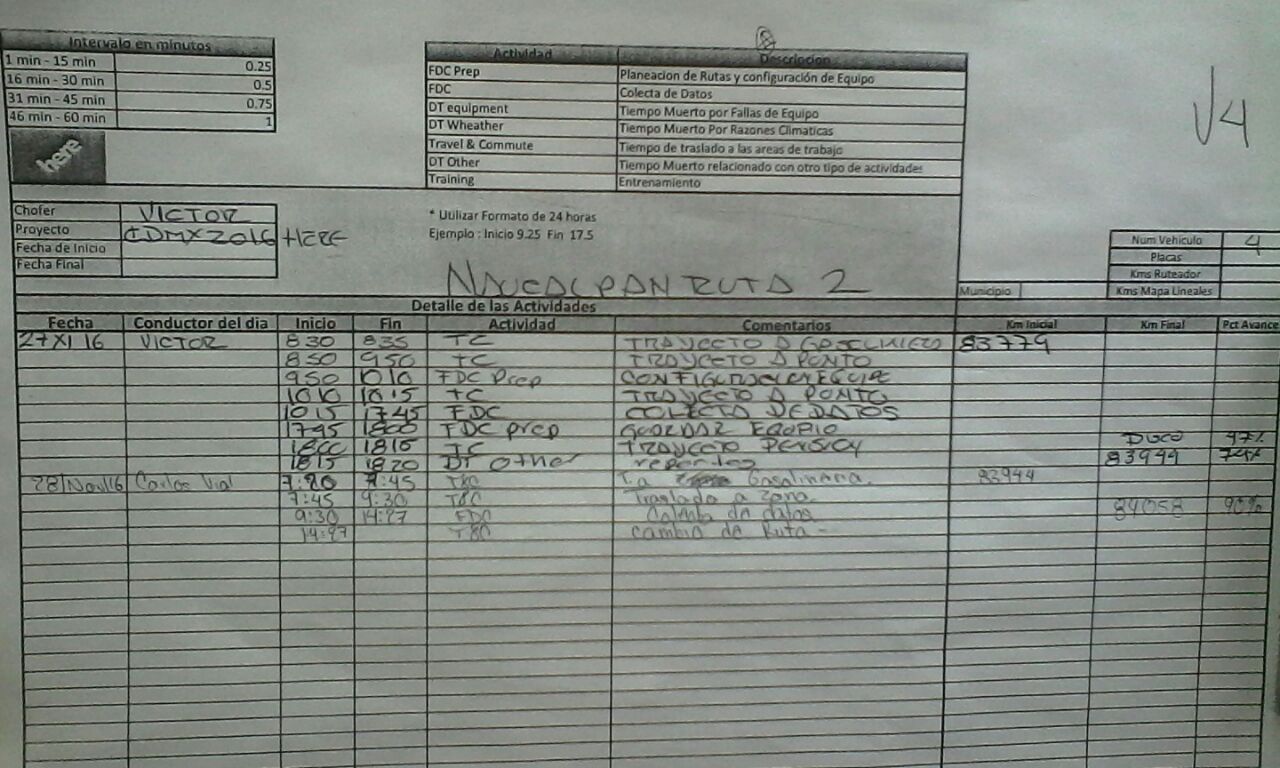 Intervalo en minutos
1 min - 15 min 0.25
16 min - 30 min 0.5
31 min - 45 min 0.75
46 min - 60 min 1
here
Actividad Descripcion
FDC Prep Planeacion de Rutas y configuración de Equipo
FDC Colecta de Datos
DT equipment Tiempo Muerto por Fallas de Equipo
DT Wheather Tiempo Muerto Por Razones Climaticas
Travel & Commute Tiempo de traslado a las areas de trabajo
DT Other Tiempo Muerto relacionado con otro tipo de actividades
Training Entrenamiento
V4
Chofer VICTOR
Proyecto CDMX2016 HERE
Fecha de Inicio
Fecha Final
* Utilizar Formato de 24 horas
Ejemplo : Inicio 9.25 Fin 17.5
NAUCALPAN RUTA 2
Num Vehiculo 4
Placas
Kms Ruteador
Municipio Kms Mapa Lineales
Detalle de las Actividades
Fecha Conductor del dia Inicio Fin Actividad Comentarios Km Inicial Km Final Pct Avance
27 XI 16 VICTOR 830 835 TC TRAYECTO A 83779
850 950 TC TRAYECTO A PONTO
950 1010 FDC Prep
1010 1015 TC TRAYECTO A PONTO
1015 1745 FDC COLECTA DE DATOS
1745 1800 FDC prep GUARDAR EQUIPO
1800 1815 TC TRAYECTO PENSION
1815 1820 DT other reportes 83944 74%
28/Nov/16 Carlos Vial 7:20 7:45 T&C Gasolinera. 83944
7:45 9:30 T&C Traslado a zona.
9:30 14:27 FDC Colecta de datos 84058 90%
14:27 T&C Cambio de Ruta -